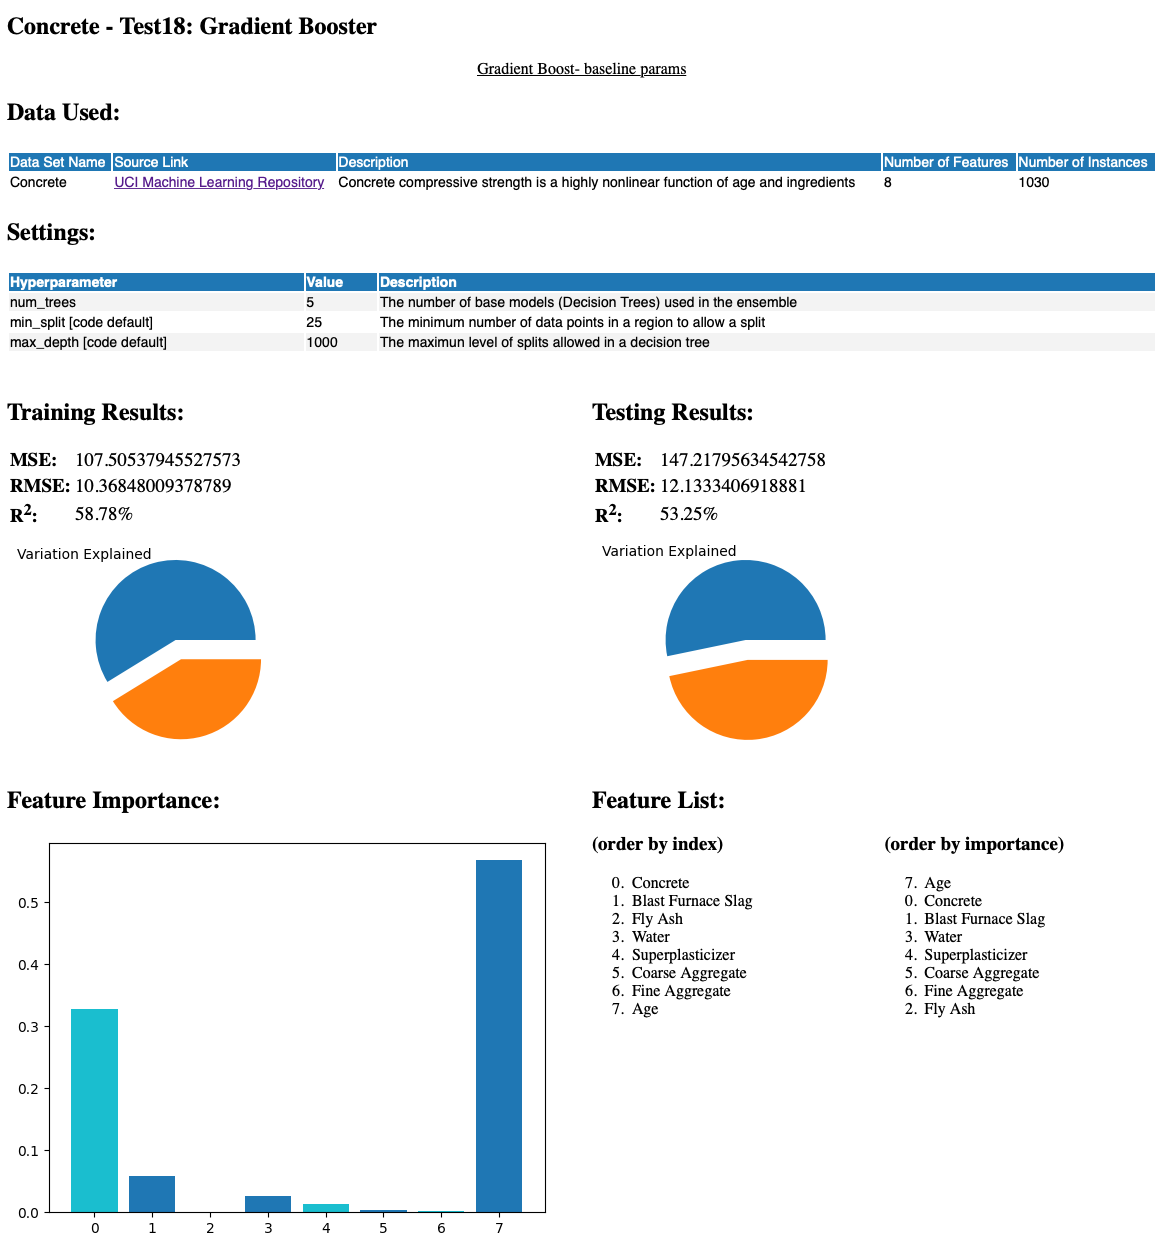 Concrete - Test18: Gradient Booster
Gradient Boost- baseline params
Data Used:
Data Set Name Source Link Description Number of Features Number of Instances
Concrete UCI Machine Learning Repository Concrete compressive strength is a highly nonlinear function of age and ingredients 8 1030
Settings:
Hyperparameter Value Description
num_trees 5 The number of base models (Decision Trees) used in the ensemble
min_split [code default] 25 The minimum number of data points in a region to allow a split
max_depth [code default] 1000 The maximun level of splits allowed in a decision tree
Training Results:
MSE: 107.50537945527573
RMSE: 10.36848009378789
R²: 58.78%
Variation Explained
Testing Results:
MSE: 147.21795634542758
RMSE: 12.1333406918881
R²: 53.25%
Variation Explained
Feature Importance:
0.5
0.4
0.3
0.2
0.1
0.0
0 1 2 3 4 5 6 7
Feature List:
(order by index)
0. Concrete
1. Blast Furnace Slag
2. Fly Ash
3. Water
4. Superplasticizer
5. Coarse Aggregate
6. Fine Aggregate
7. Age
(order by importance)
7. Age
0. Concrete
1. Blast Furnace Slag
3. Water
4. Superplasticizer
5. Coarse Aggregate
6. Fine Aggregate
2. Fly Ash